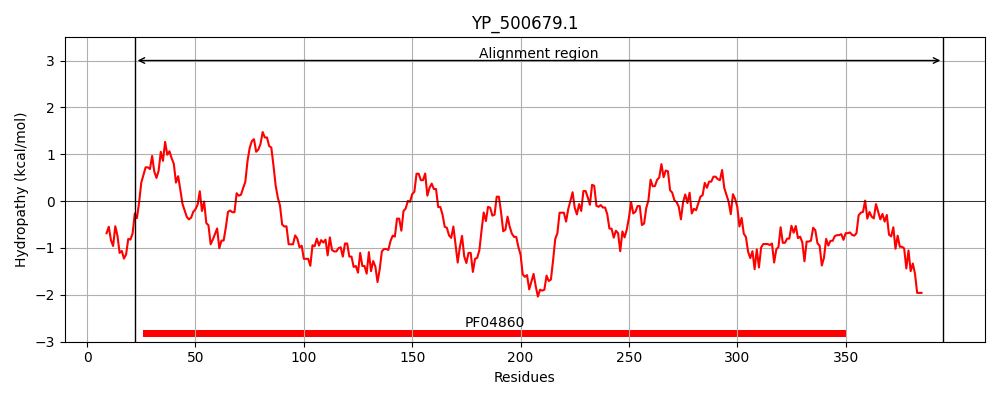 YP_500679.1
Alignment region
Hydropathy (kcal/mol)
3
2
1
0
−1
−2
−3
PF04860
0 50 100 150 200 250 300 350
Residues